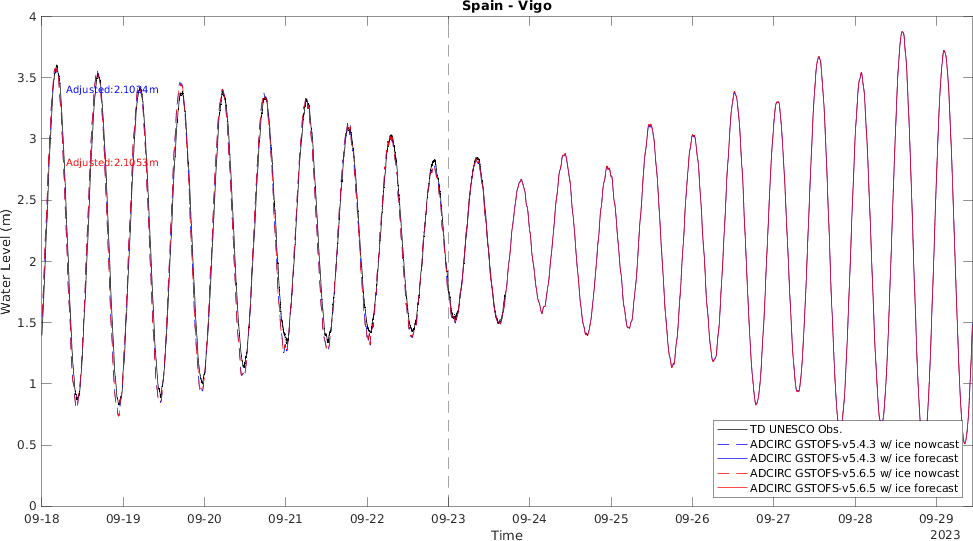 Spain - Vigo
4
3.5
3
2.5
2
1.5
1
0.5
0
Water Level (m)
Adjusted:2.1034m
Adjusted:2.1053m
TD UNESCO Obs.
ADCIRC GSTOFS-v5.4.3 w/ ice nowcast
ADCIRC GSTOFS-v5.4.3 w/ ice forecast
ADCIRC GSTOFS-v5.6.5 w/ ice nowcast
ADCIRC GSTOFS-v5.6.5 w/ ice forecast
09-18 09-19 09-20 09-21 09-22 09-23 09-24 09-25 09-26 09-27 09-28 09-29
2023
Time